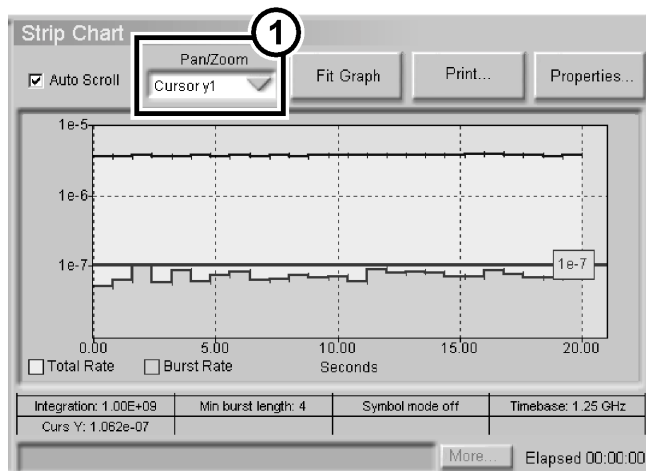 Strip Chart
1
Auto Scroll
Pan/Zoom
Cursor y1
Fit Graph
Print...
Properties...
1e-5
1e-6
1e-7
1e-7
0.00 5.00 10.00 15.00 20.00
Total Rate Burst Rate Seconds
Integration: 1.00E+09 Min burst length: 4 Symbol mode off Timebase: 1.25 GHz
Curs Y: 1.062e-07
More... Elapsed 00:00:00